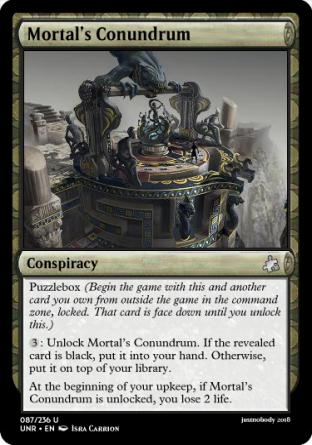 Mortal's Conundrum
Conspiracy
Puzzlebox (Begin the game with this and another
card you own from outside the game in the command
zone, locked. That card is face down until you unlock
this.)
3: Unlock Mortal's Conundrum. If the revealed
card is black, put it into your hand. Otherwise,
put it on top of your library.
At the beginning of your upkeep, if Mortal's
Conundrum is unlocked, you lose 2 life.
087/236 U
UNR • EN Isra Carrion
justnobody 2018